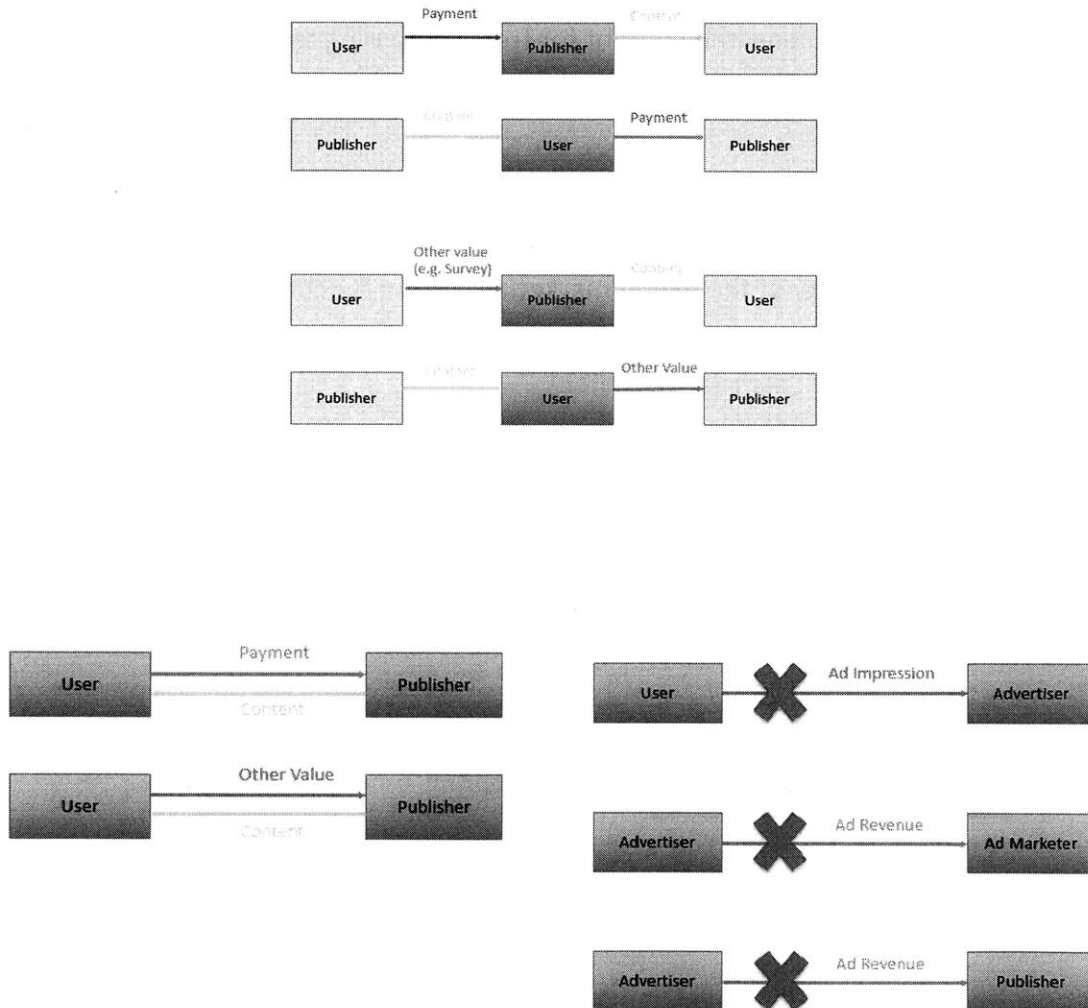 Payment
Content
User
Publisher
User
Content
Payment
Publisher
User
Publisher
Other value
(e.g. Survey)
Content
User
Publisher
User
Content
Other Value
Publisher
User
Publisher
Payment
User
Publisher
Content
Other Value
User
Publisher
Content
Ad Impression
User
Advertiser
Ad Revenue
Advertiser
Ad Marketer
Ad Revenue
Advertiser
Publisher